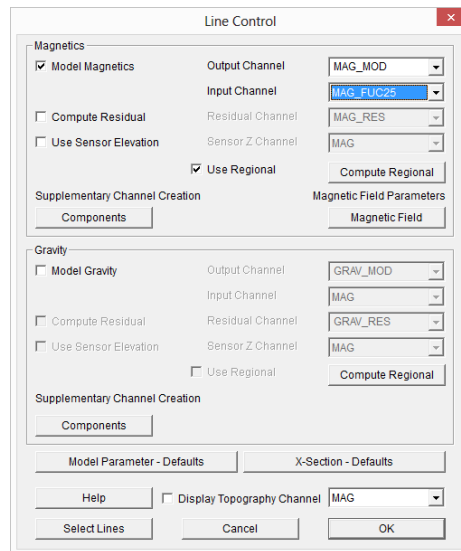 Line Control
Magnetics
Model Magnetics Output Channel MAG_MOD
Input Channel MAG_FUC25
Compute Residual Residual Channel MAG_RES
Use Sensor Elevation Sensor Z Channel MAG
Use Regional Compute Regional
Supplementary Channel Creation Magnetic Field Parameters
Components Magnetic Field
Gravity
Model Gravity Output Channel GRAV_MOD
Input Channel MAG
Compute Residual Residual Channel GRAV_RES
Use Sensor Elevation Sensor Z Channel MAG
Use Regional Compute Regional
Supplementary Channel Creation
Components
Model Parameter - Defaults X-Section - Defaults
Help Display Topography Channel MAG
Select Lines Cancel OK